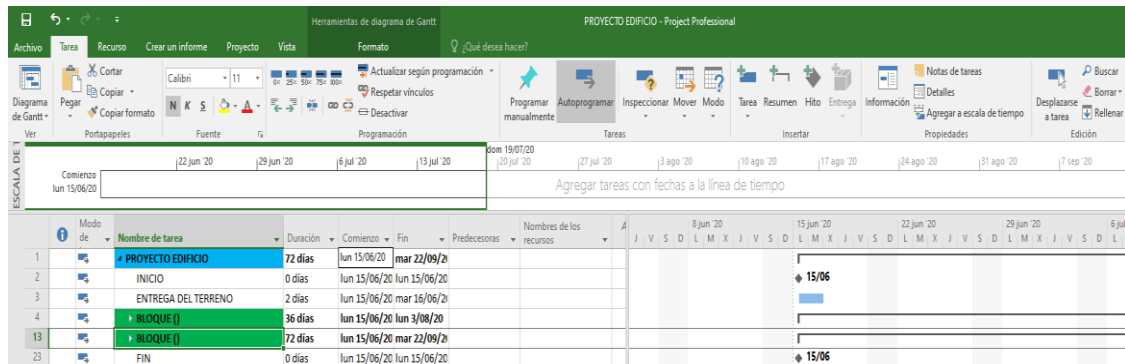 Herramientas de diagrama de Gantt PROYECTO EDIFICIO - Project Professional
Archivo Tarea Recurso Crear un informe Proyecto Vista Formato ¿Qué desea hacer?
Cortar
Copiar
Copiar formato
Pegar
Diagrama de Gantt
Calibri 11
N K S
0× 25× 50× 75× 100×
Actualizar según programación
Respetar vínculos
Desactivar
Programar manualmente
Autoprogramar
Inspeccionar Mover Modo
Tarea Resumen Hito Entrega
Información
Notas de tareas
Detalles
Agregar a escala de tiempo
Desplazarse a tarea
Buscar
Borrar
Rellenar
Ver Portapapeles Fuente Programación Tareas Insertar Propiedades Edición
ESCALA DE T
dom 19/07/20
22 jun '20 29 jun '20 6 jul '20 13 jul '20 20 jul '20 27 jul '20 3 ago '20 10 ago '20 17 ago '20 24 ago '20 31 ago '20 7 sep '20
Comienzo
lun 15/06/20
Agregar tareas con fechas a la línea de tiempo
Modo de Nombre de tarea Duración Comienzo Fin Predecesoras Nombres de los recursos A
8 jun '20 15 jun '20 22 jun '20 29 jun '20 6 jul
J V S D L M X J V S D L M X J V S D L M X J V S D L M X J V S D L
1 PROYECTO EDIFICIO 72 días lun 15/06/20 mar 22/09/20
2 INICIO 0 días lun 15/06/20 lun 15/06/20 15/06
3 ENTREGA DEL TERRENO 2 días lun 15/06/20 mar 16/06/20
4 BLOQUE () 36 días lun 15/06/20 lun 3/08/20
13 BLOQUE () 72 días lun 15/06/20 mar 22/09/20
23 FIN 0 días lun 15/06/20 lun 15/06/20 15/06